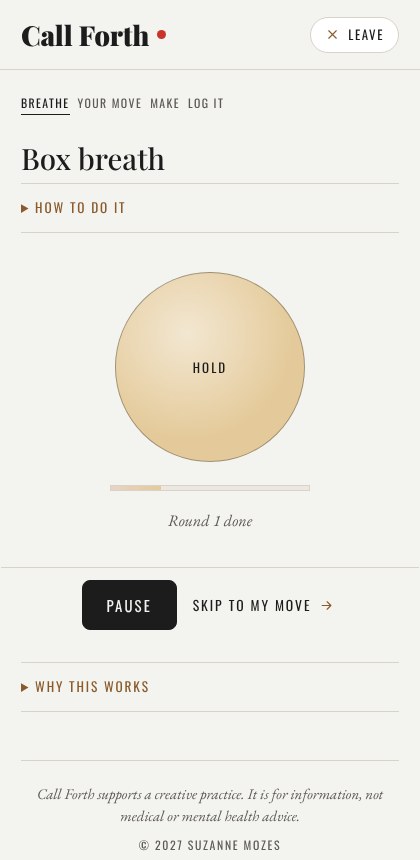 Call Forth
× LEAVE
BREATHE YOUR MOVE MAKE LOG IT
Box breath
▶ HOW TO DO IT
HOLD
Round 1 done
PAUSE
SKIP TO MY MOVE →
▶ WHY THIS WORKS
Call Forth supports a creative practice. It is for information, not
medical or mental health advice.
© 2027 SUZANNE MOZES